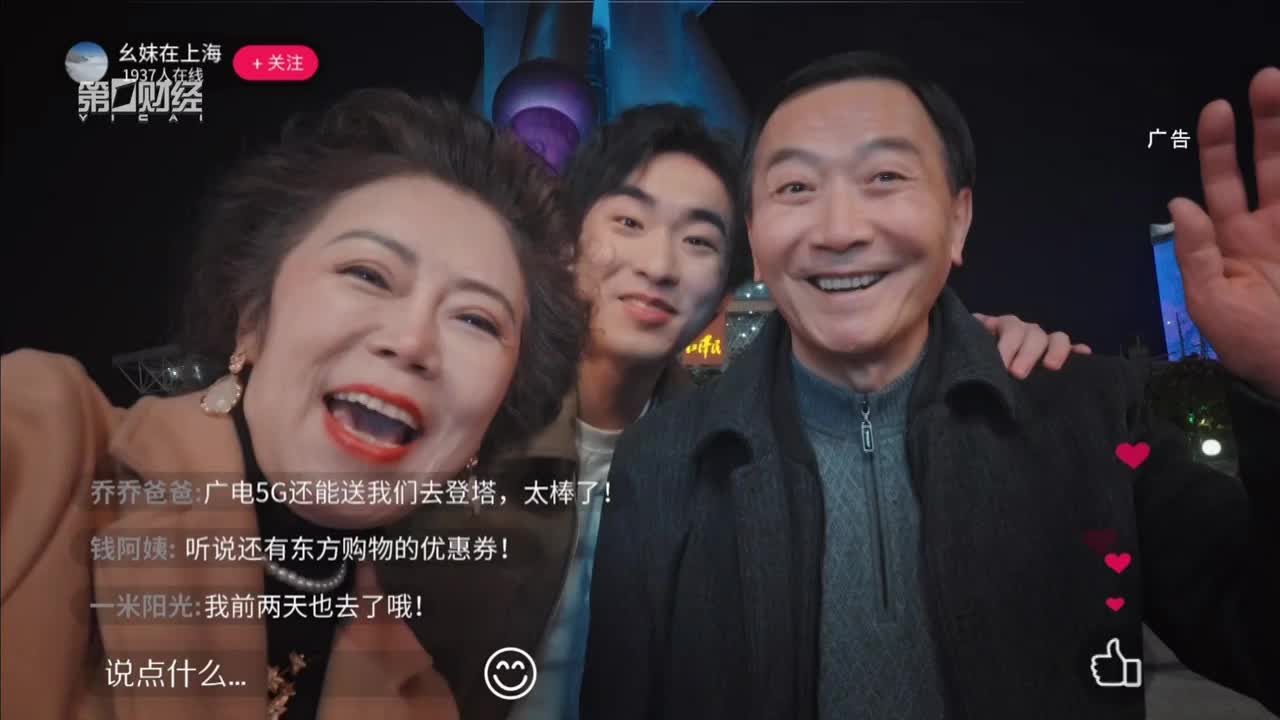 幺妹在上海
+ 关注
1937人在线
第一财经
YICAI
广告
乔乔爸爸:广电5G还能送我们去登塔，太棒了！
钱阿姨: 听说还有东方购物的优惠券！
一米阳光:我前两天也去了哦！
说点什么...